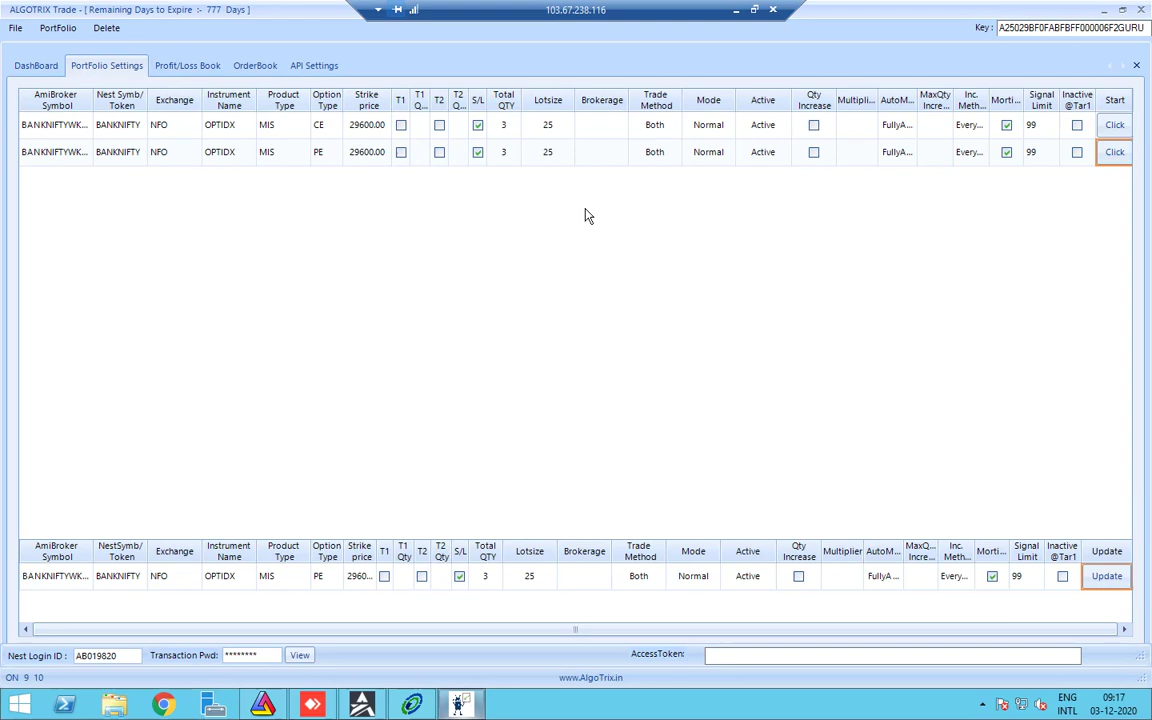 ALGOTRIX Trade - [ Remaining Days to Expire :- 777 Days ]
103.67.238.116
File PortFolio Delete
Key : A25029BF0FABFBFF000006F2GURU
DashBoard PortFolio Settings Profit/Loss Book OrderBook API Settings
AmiBroker Symbol Nest Symb/ Token Exchange Instrument Name Product Type Option Type Strike price T1 T1 Q... T2 T2 Q... S/L Total QTY Lotsize Brokerage Trade Method Mode Active Qty Increase Multipli... AutoM... MaxQty Incre... Inc. Meth... Morti... Signal Limit Inactive @Tar1 Start
BANKNIFTYWK... BANKNIFTY NFO OPTIDX MIS CE 29600.00 3 25 Both Normal Active FullyA... Every... 99 Click
BANKNIFTYWK... BANKNIFTY NFO OPTIDX MIS PE 29600.00 3 25 Both Normal Active FullyA... Every... 99 Click
AmiBroker Symbol NestSymb/ Token Exchange Instrument Name Product Type Option Type Strike price T1 T1 Qty T2 T2 Qty S/L Total QTY Lotsize Brokerage Trade Method Mode Active Qty Increase Multiplier AutoM... MaxQ... Incre... Inc. Meth... Morti... Signal Limit Inactive @Tar1 Update
BANKNIFTYWK... BANKNIFTY NFO OPTIDX MIS PE 2960... 3 25 Both Normal Active FullyA... Every... 99 Update
Nest Login ID : AB019820 Transaction Pwd: ******** View AccessToken:
ON 9 10 www.AlgoTrix.in
ENG 09:17
INTL 03-12-2020